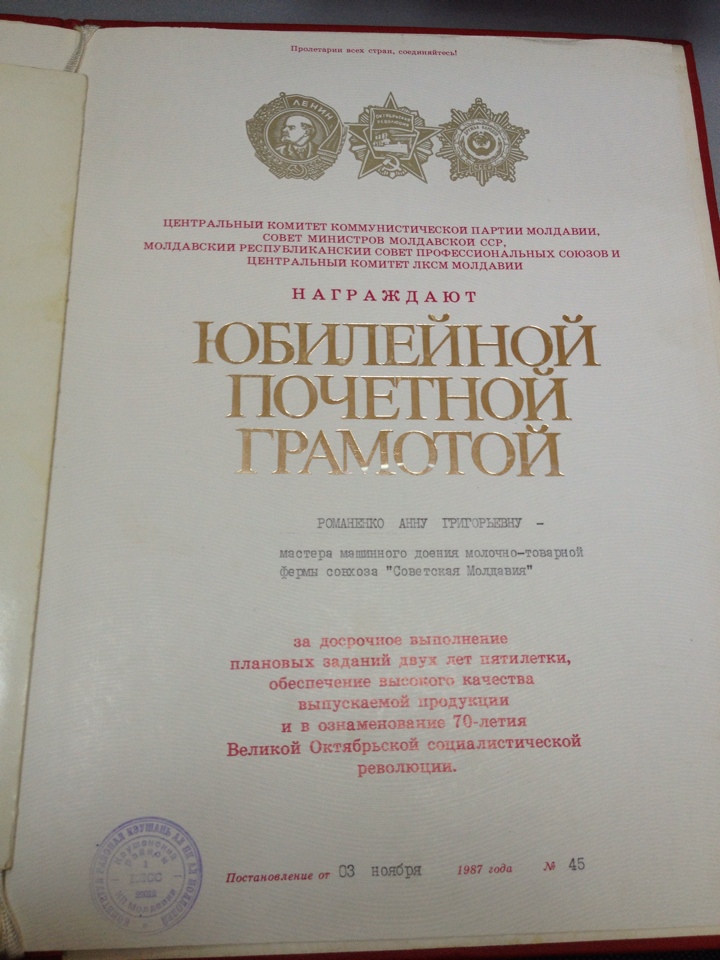 Пролетарии всех стран, соединяйтесь!
ЛЕНИН
ОКТЯБРЬСКАЯ
РЕВОЛЮЦИЯ
ЦЕНТРАЛЬНЫЙ КОМИТЕТ КОММУНИСТИЧЕСКОЙ ПАРТИИ МОЛДАВИИ,
СОВЕТ МИНИСТРОВ МОЛДАВСКОЙ ССР,
МОЛДАВСКИЙ РЕСПУБЛИКАНСКИЙ СОВЕТ ПРОФЕССИОНАЛЬНЫХ СОЮЗОВ И
ЦЕНТРАЛЬНЫЙ КОМИТЕТ ЛКСМ МОЛДАВИИ
НАГРАЖДАЮТ
ЮБИЛЕЙНОЙ
ПОЧЕТНОЙ
ГРАМОТОЙ
РОМАНЕНКО АННУ ГРИГОРЬЕВНУ -
мастера машинного доения молочно-товарной
фермы совхоза "Советская Молдавия"
за досрочное выполнение
плановых заданий двух лет пятилетки,
обеспечение высокого качества
выпускаемой продукции
и в ознаменование 70-летия
Великой Октябрьской социалистической
революции.
Постановление от 03 ноября 1987 года № 45